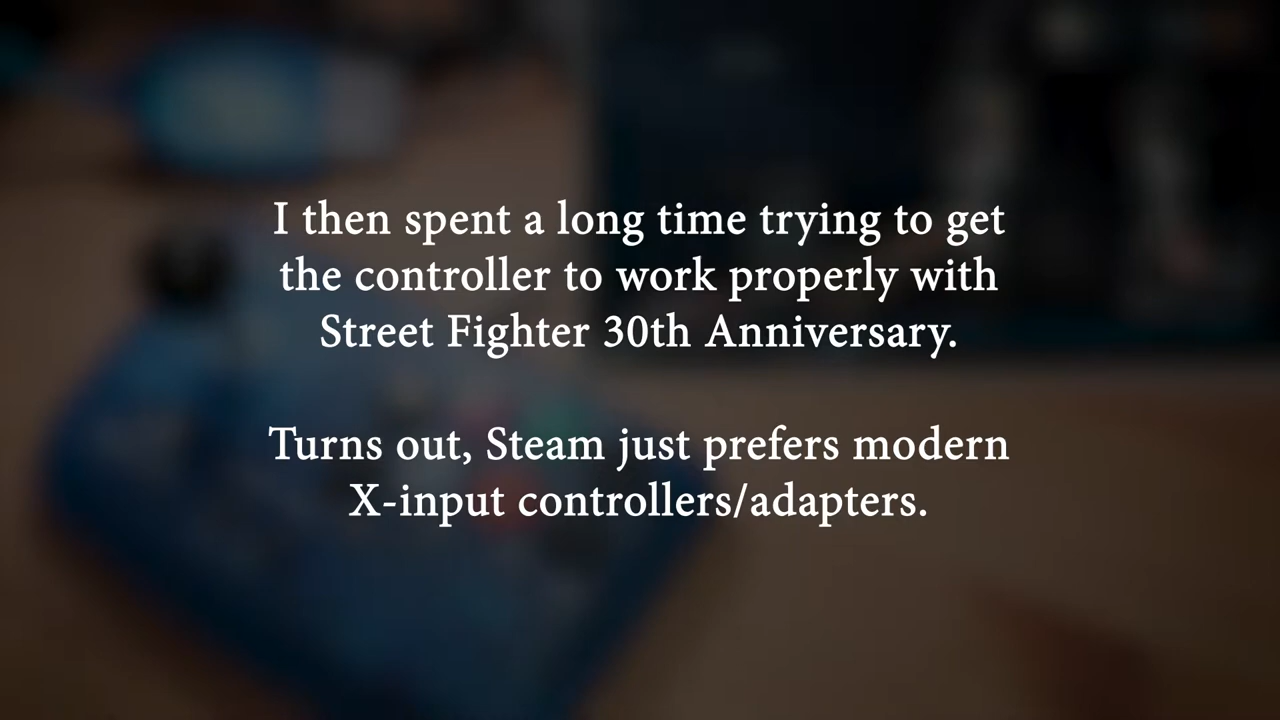 I then spent a long time trying to get
the controller to work properly with
Street Fighter 30th Anniversary.
Turns out, Steam just prefers modern
X-input controllers/adapters.